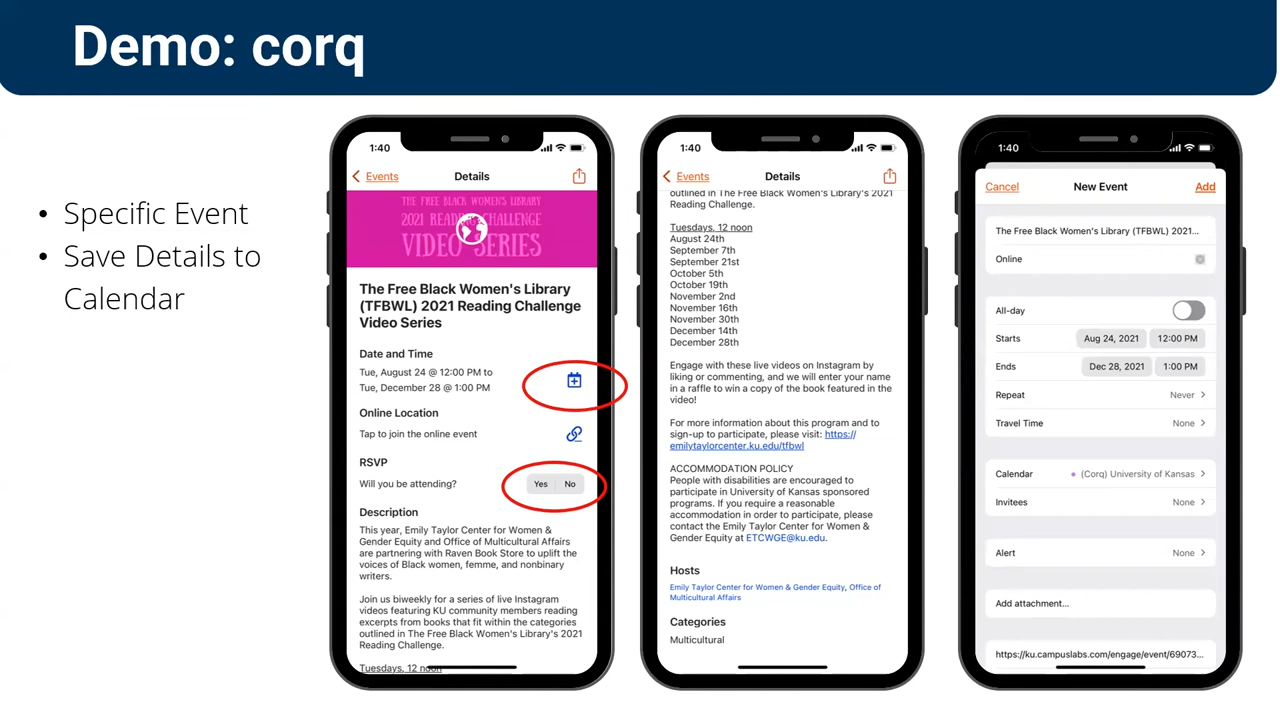 Demo: corq
• Specific Event
• Save Details to
Calendar
1:40
Events
Details
THE FREE BLACK WOMEN'S LIBRARY
2021 READING CHALLENGE
VIDEO SERIES
The Free Black Women's Library
(TFBWL) 2021 Reading Challenge
Video Series
Date and Time
Tue, August 24 @ 12:00 PM to
Tue, December 28 @ 1:00 PM
Online Location
Tap to join the online event
RSVP
Will you be attending?
Yes
No
Description
This year, Emily Taylor Center for Women &
Gender Equity and Office of Multicultural Affairs
are partnering with Raven Book Store to uplift the
voices of Black women, femme, and nonbinary
writers.
Join us biweekly for a series of live Instagram
videos featuring KU community members reading
excerpts from books that fit within the categories
outlined in The Free Black Women's Library's 2021
Reading Challenge.
Tuesdays, 12 noon
1:40
Events
Details
outlined in The Free Black Women's Library's 2021
Reading Challenge.
Tuesdays, 12 noon
August 24th
September 7th
September 21st
October 5th
October 19th
November 2nd
November 16th
November 30th
December 14th
December 28th
Engage with these live videos on Instagram by
liking or commenting, and we will enter your name
in a raffle to win a copy of the book featured in the
video!
For more information about this program and to
sign-up to participate, please visit: https://
emilytaylorcenter.ku.edu/tfbwl
ACCOMMODATION POLICY
People with disabilities are encouraged to
participate in University of Kansas sponsored
programs. If you require a reasonable
accommodation in order to participate, please
contact the Emily Taylor Center for Women &
Gender Equity at ETCWGE@ku.edu.
Hosts
Emily Taylor Center for Women & Gender Equity, Office of
Multicultural Affairs
Categories
Multicultural
1:40
Cancel
New Event
Add
The Free Black Women's Library (TFBWL) 2021...
Online
All-day
Starts
Aug 24, 2021
12:00 PM
Ends
Dec 28, 2021
1:00 PM
Repeat
Never
Travel Time
None
Calendar
(Corq) University of Kansas
Invitees
None
Alert
None
Add attachment...
https://ku.campuslabs.com/engage/event/69073...